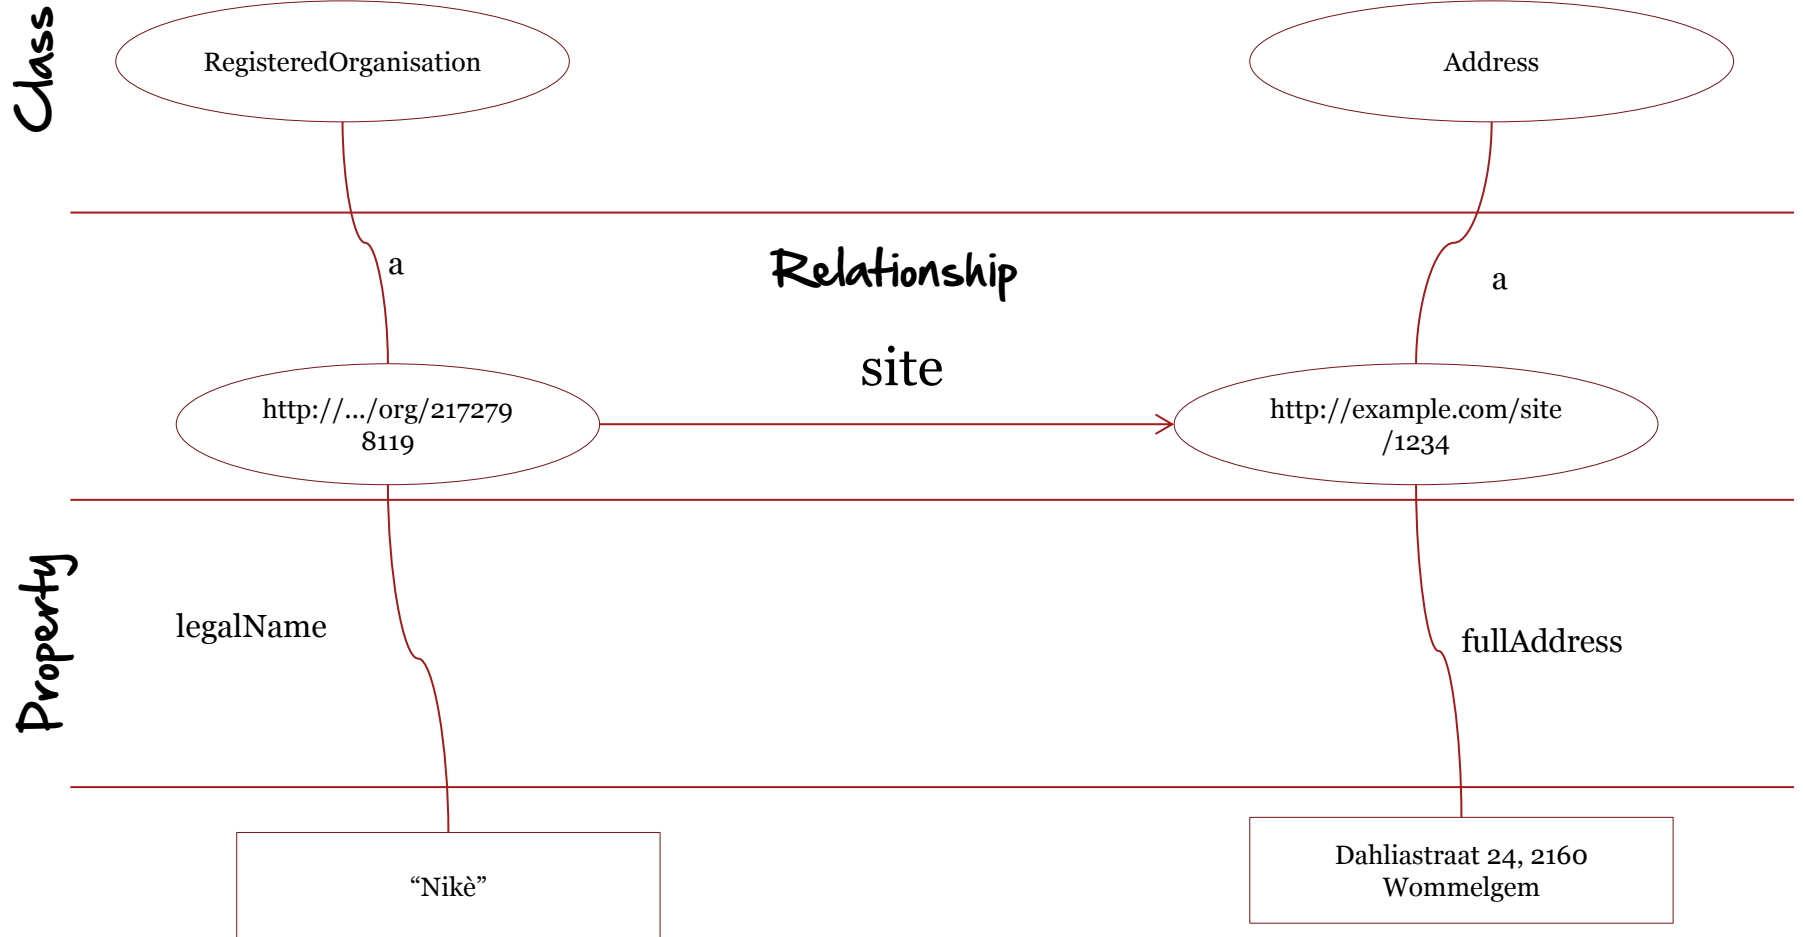 Class
RegisteredOrganisation
Address
a
Relationship
a
site
http://.../org/217279
8119
http://example.com/site
/1234
Property
legalName
fullAddress
“Nikè”
Dahliastraat 24, 2160
Wommelgem